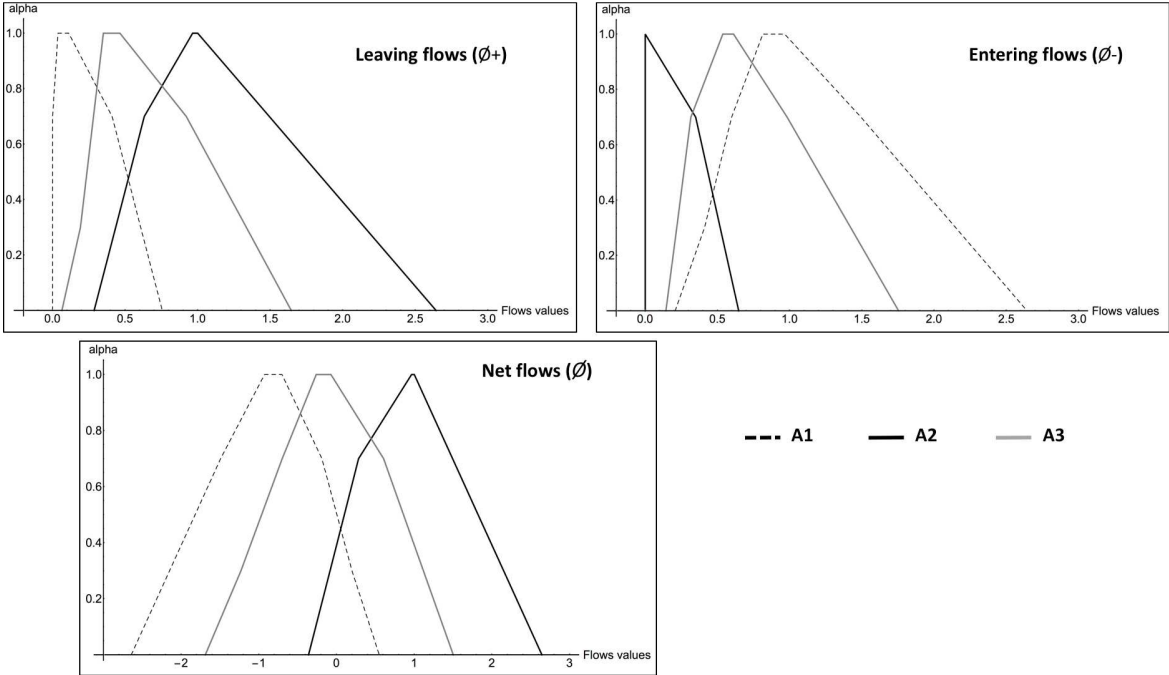 alpha
1.0
0.8
0.6
0.4
0.2
Leaving flows (Ø+)
0.0 0.5 1.0 1.5 2.0 2.5 3.0 Flows values
alpha
1.0
0.8
0.6
0.4
0.2
Entering flows (Ø-)
0.0 0.5 1.0 1.5 2.0 2.5 3.0 Flows values
alpha
1.0
0.8
0.6
0.4
0.2
Net flows (Ø)
−2 −1 0 1 2 3 Flows values
A1 A2 A3